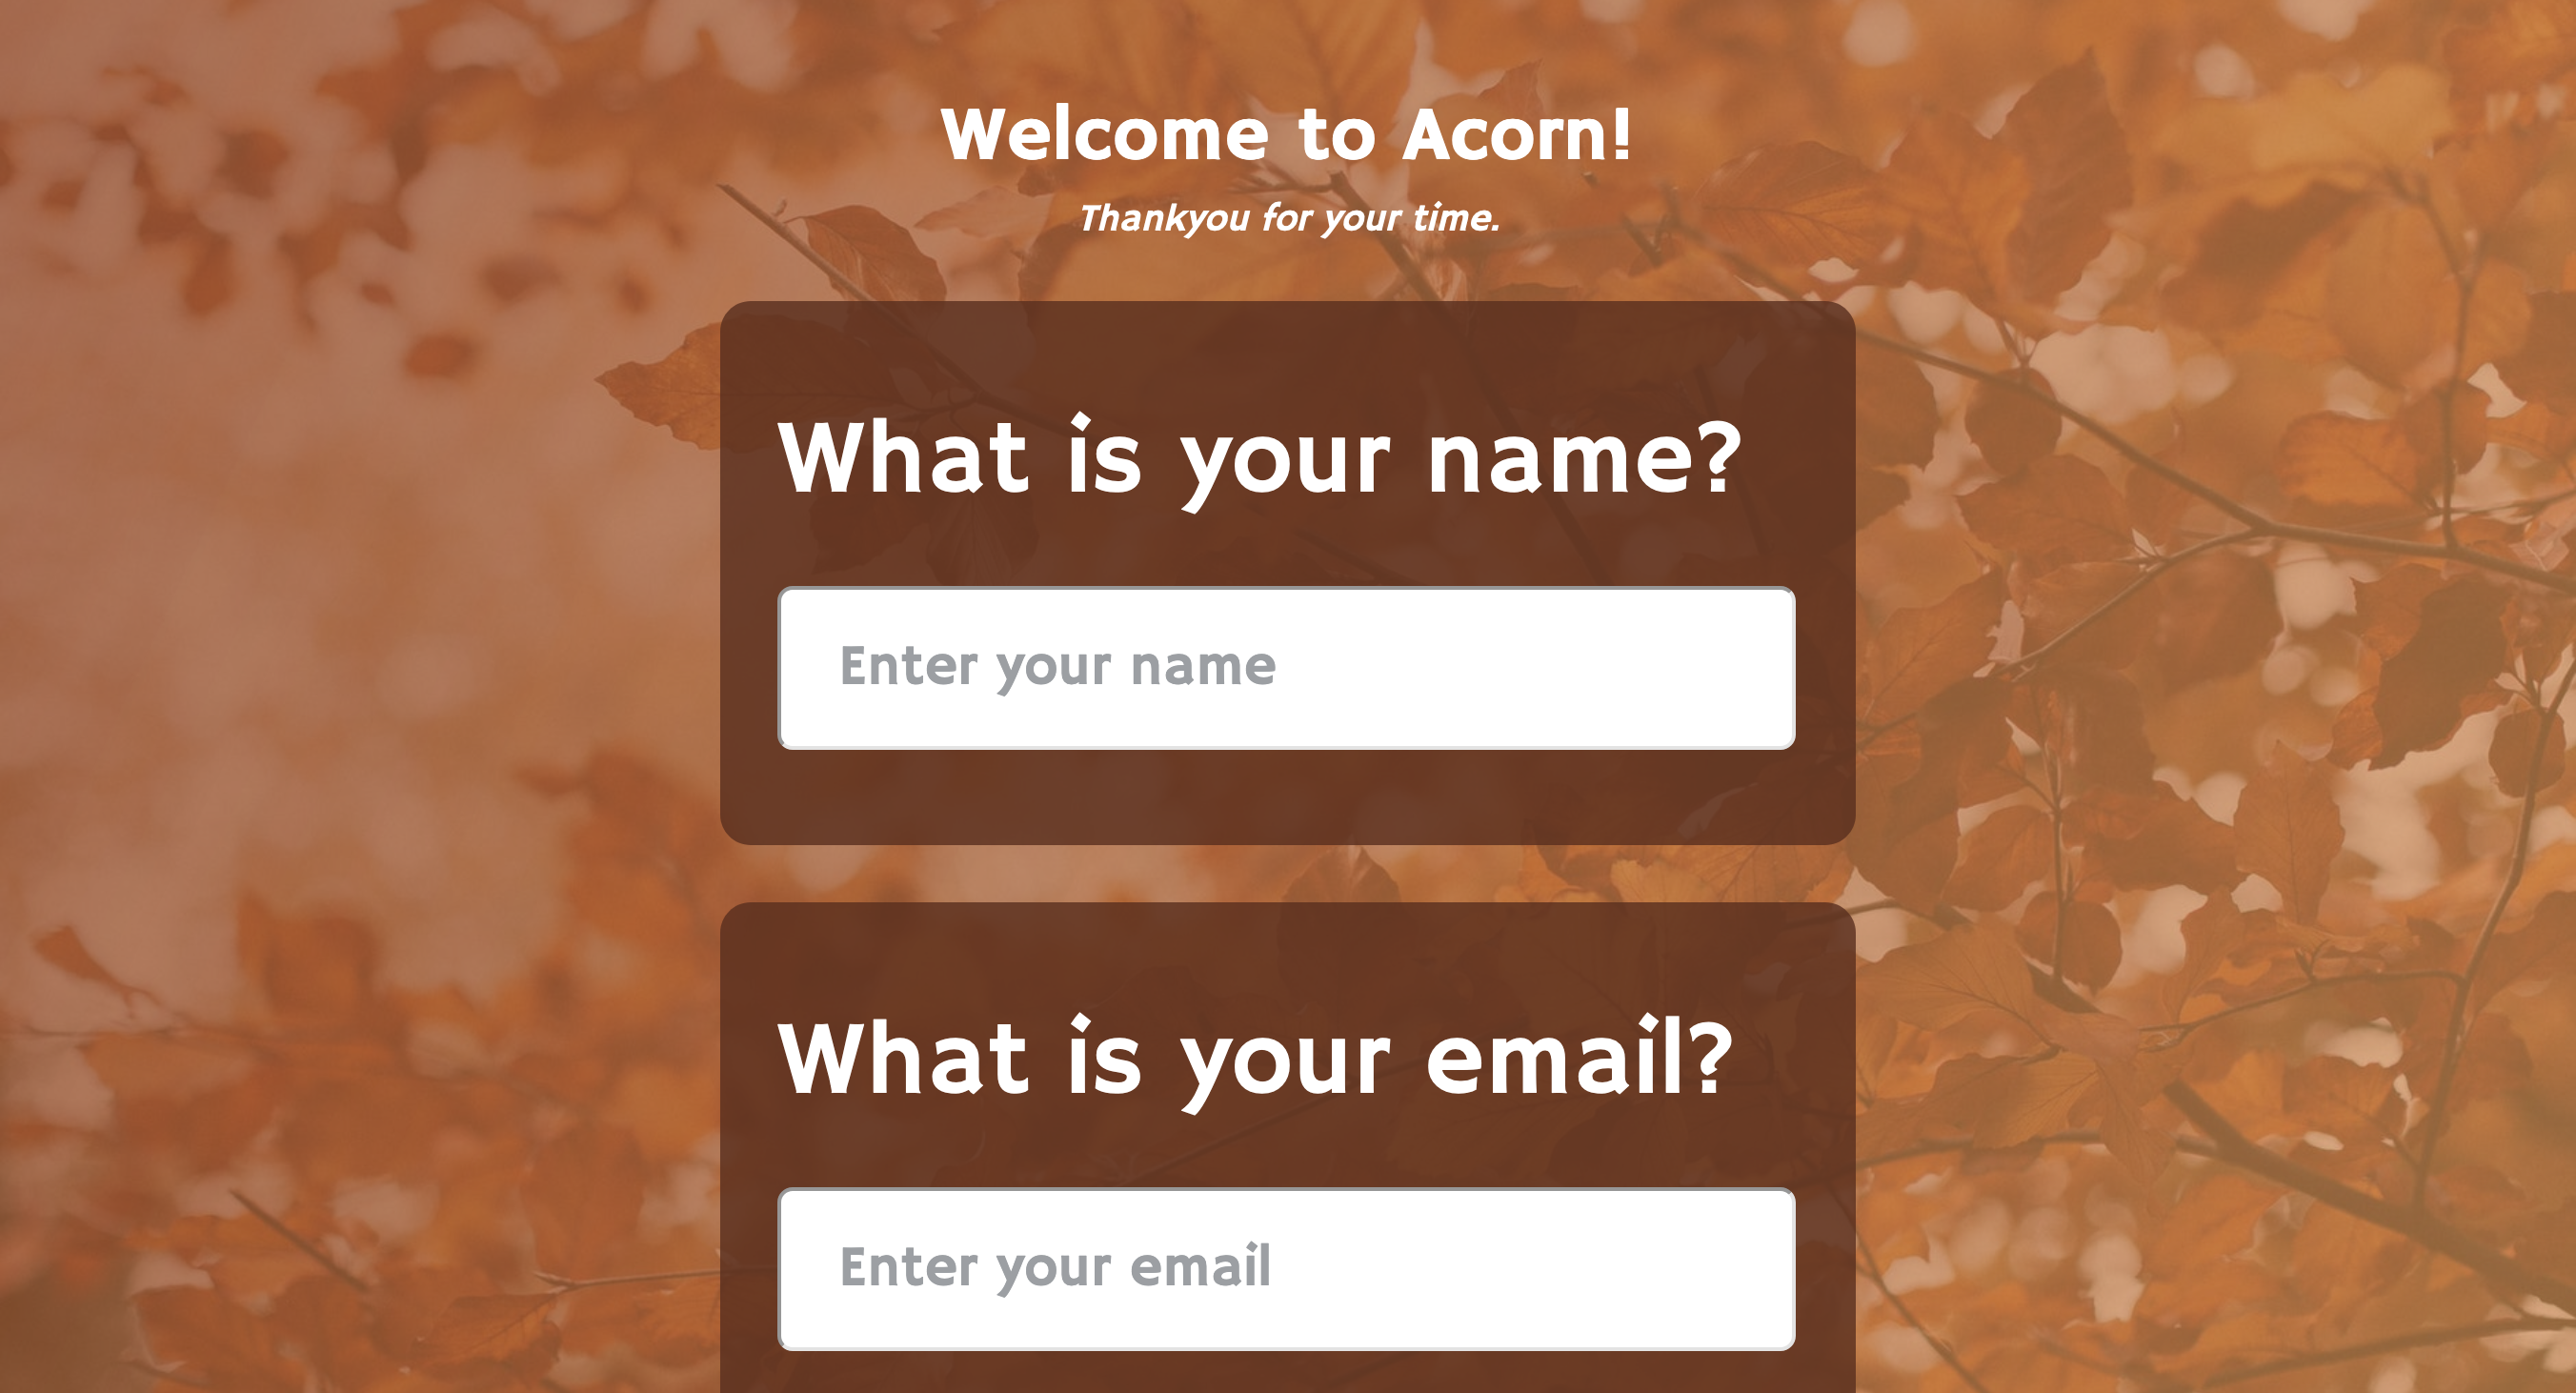 Welcome to Acorn!
Thankyou for your time.
What is your name?
Enter your name
What is your email?
Enter your email